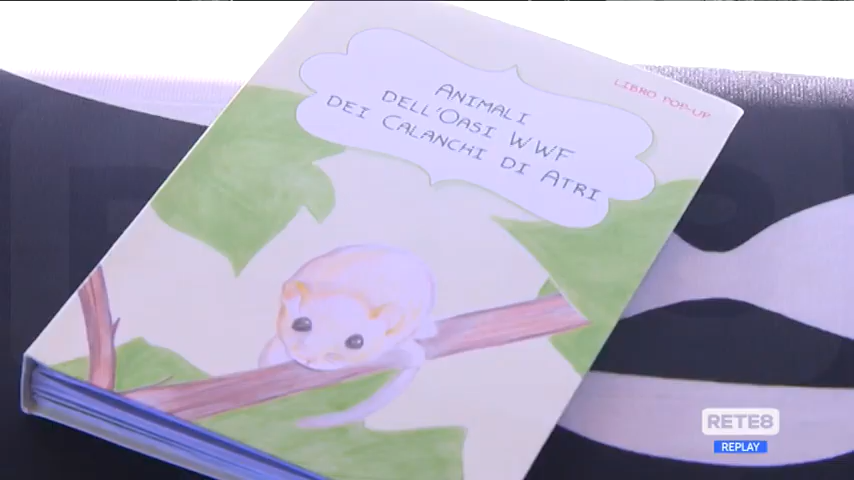 LIBRO POP-UP
ANIMALI
DELL'OASI WWF
DEI CALANCHI DI ATRI
RETE8
REPLAY